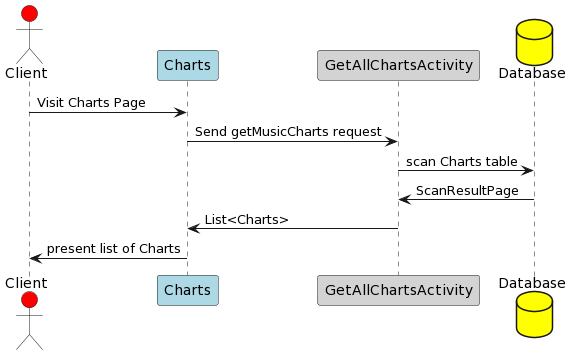 Client
Charts
GetAllChartsActivity
Database
Visit Charts Page
Send getMusicCharts request
scan Charts table
ScanResultPage
List<Charts>
present list of Charts
Client
Charts
GetAllChartsActivity
Database